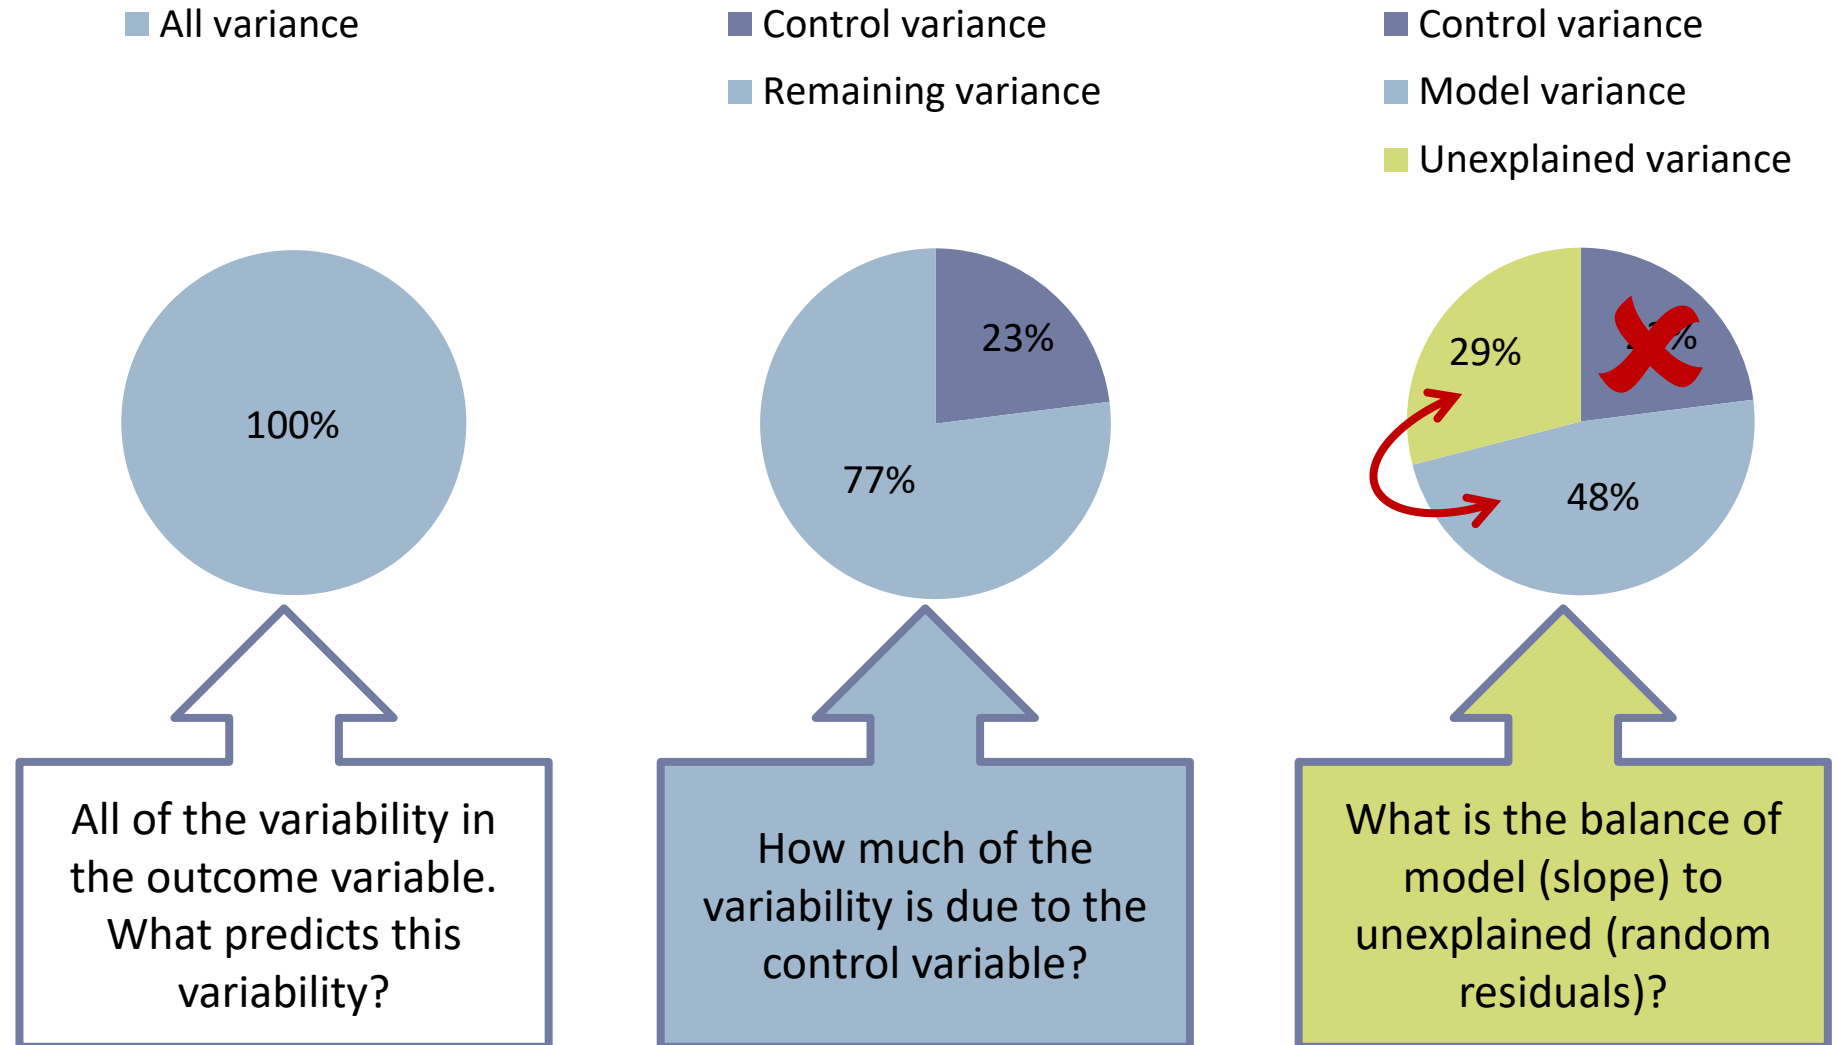 All variance
Control variance
Remaining variance
Control variance
Model variance
Unexplained variance
100%
23%
77%
29%
48%
All of the variability in
the outcome variable.
What predicts this
variability?
How much of the
variability is due to the
control variable?
What is the balance of
model (slope) to
unexplained (random
residuals)?